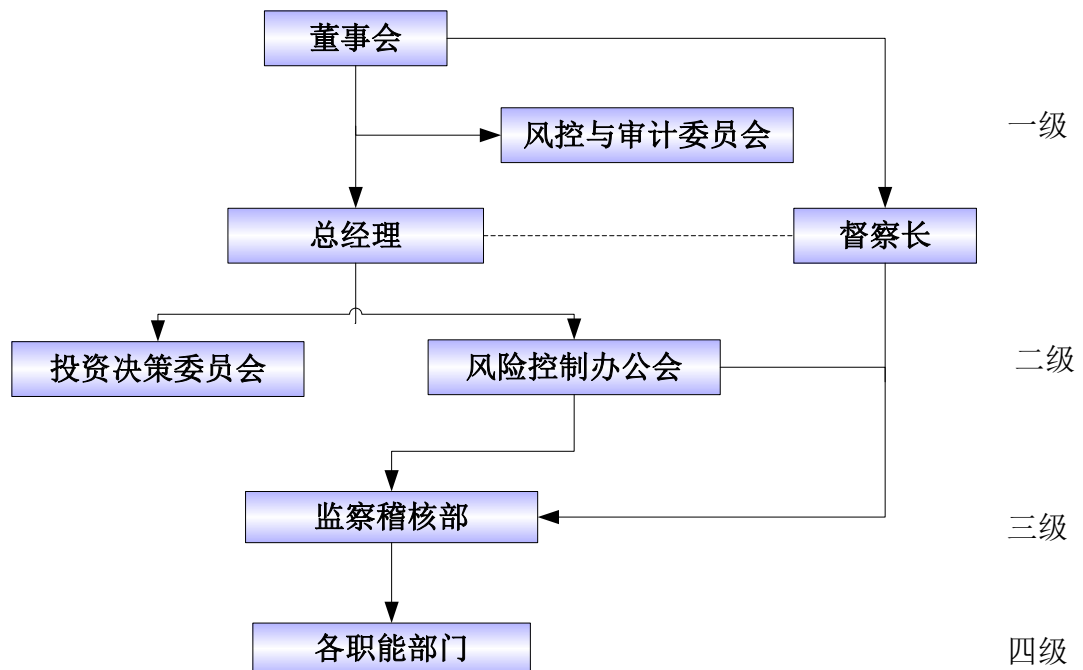 董事会
风控与审计委员会
一级
总经理
督察长
投资决策委员会
风险控制办公会
二级
监察稽核部
三级
各职能部门
四级